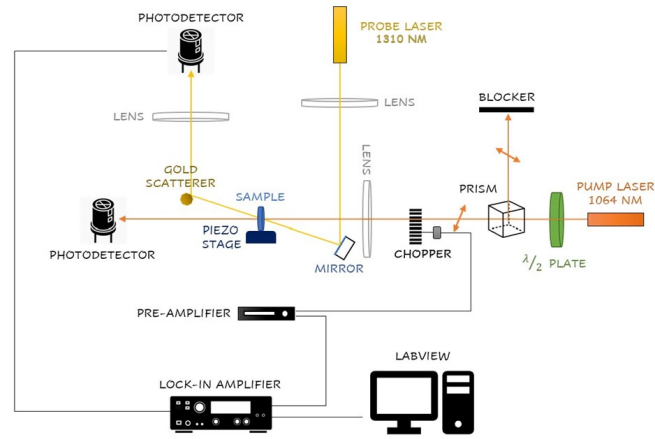 PHOTODETECTOR
PROBE LASER
1310 NM
BLOCKER
LENS
LENS
LENS
GOLD
SCATTERER
SAMPLE
PRISM
PUMP LASER
1064 NM
PIEZO
STAGE
PHOTODETECTOR
MIRROR
CHOPPER
λ/2 PLATE
PRE-AMPLIFIER
LABVIEW
LOCK-IN AMPLIFIER